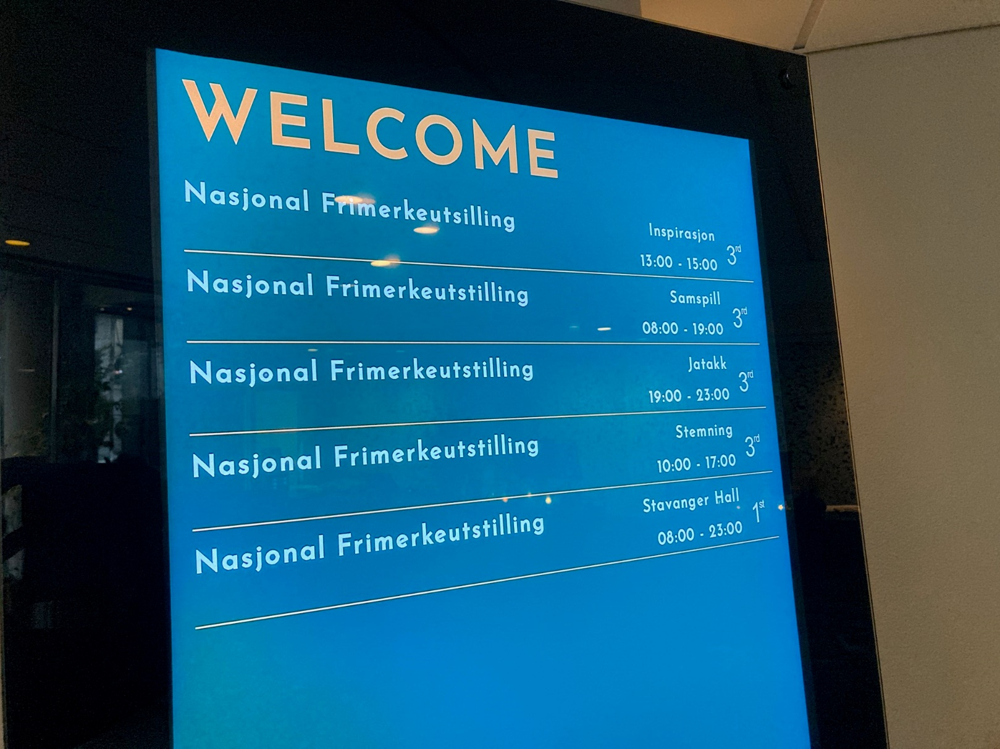 WELCOME
Nasjonal Frimerkeutsilling
Inspirasjon
13:00 - 15:00
3rd
Nasjonal Frimerkeutstilling
Samspill
08:00 - 19:00
3rd
Nasjonal Frimerkeutstilling
Jatakk
19:00 - 23:00
3rd
Nasjonal Frimerkeutstilling
Stemning
10:00 - 17:00
3rd
Nasjonal Frimerkeutstilling
Stavanger Hall
08:00 - 23:00
1st